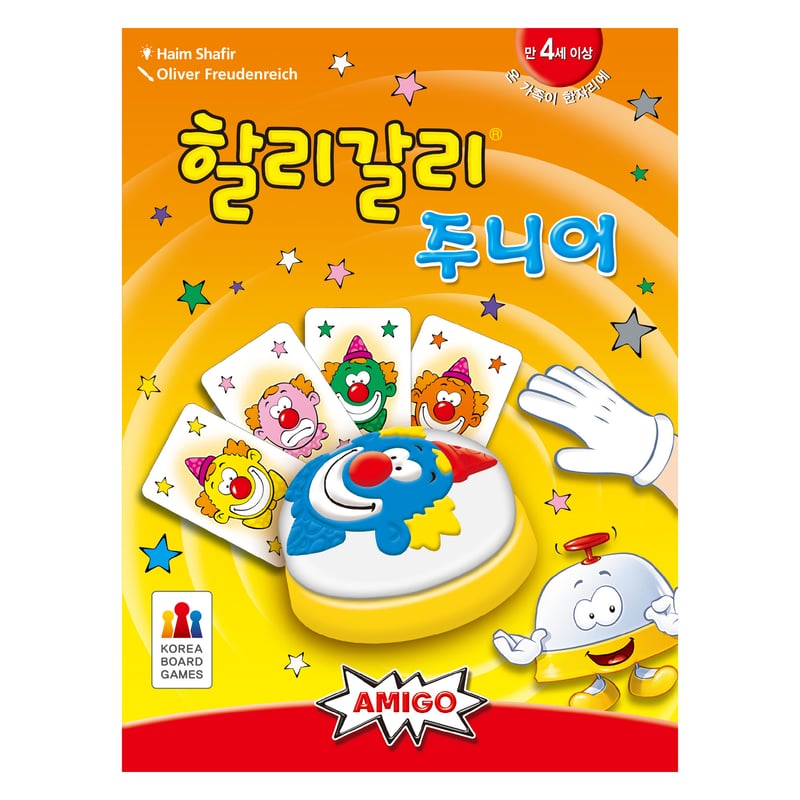 Haim Shafir
Oliver Freudenreich
만 4세 이상
온 가족이 한자리에
할리갈리®
주니어
KOREA
BOARD
GAMES
AMIGO